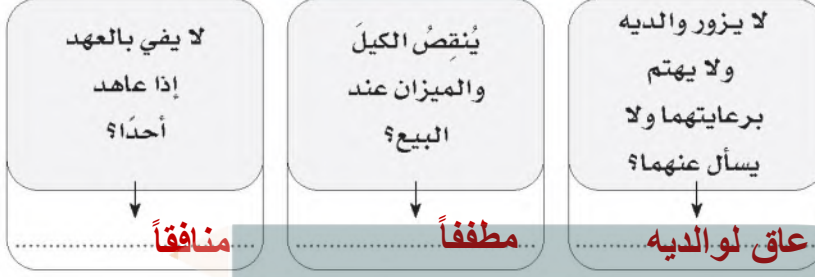 لا يزور والديه
ولا يهتم
برعايتهما ولا
يسأل عنهما؟
عاق لوالديه
يُنقِصُ الكيلَ
والميزان عند
البيع؟
مطففاً
لا يفي بالعهد
إذا عاهد
أحدًا؟
منافقاً